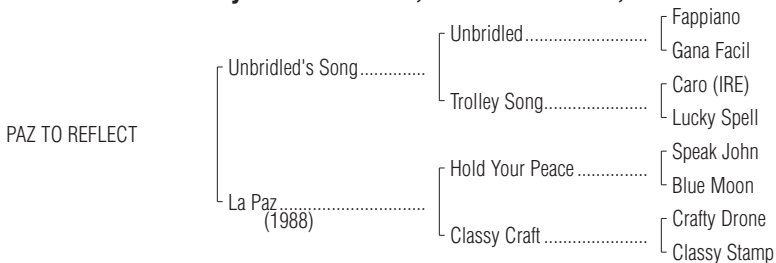 Fappiano
Unbridled........................
Gana Facil
Unbridled's Song..............
Caro (IRE)
Trolley Song......................
Lucky Spell
PAZ TO REFLECT
Speak John
Hold Your Peace ...............
Blue Moon
La Paz...............................
(1988)
Crafty Drone
Classy Craft ......................
Classy Stamp